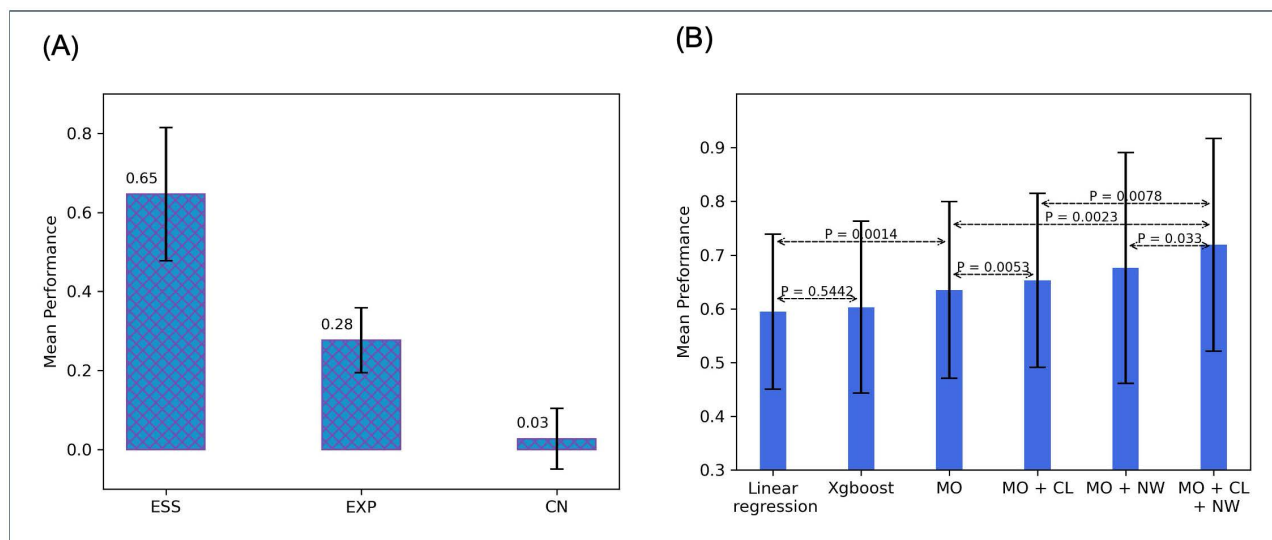 (A)
Mean Performance
0.8
0.6
0.4
0.2
0.0
0.65
0.28
0.03
ESS
EXP
CN
(B)
Mean Preformance
0.9
0.8
0.7
0.6
0.5
0.4
0.3
P = 0.0078
P = 0.0023
P = 0.0014
P = 0.033
P = 0.0053
P = 0.5442
Linear
regression
Xgboost
MO
MO + CL
MO + NW
MO + CL
+ NW